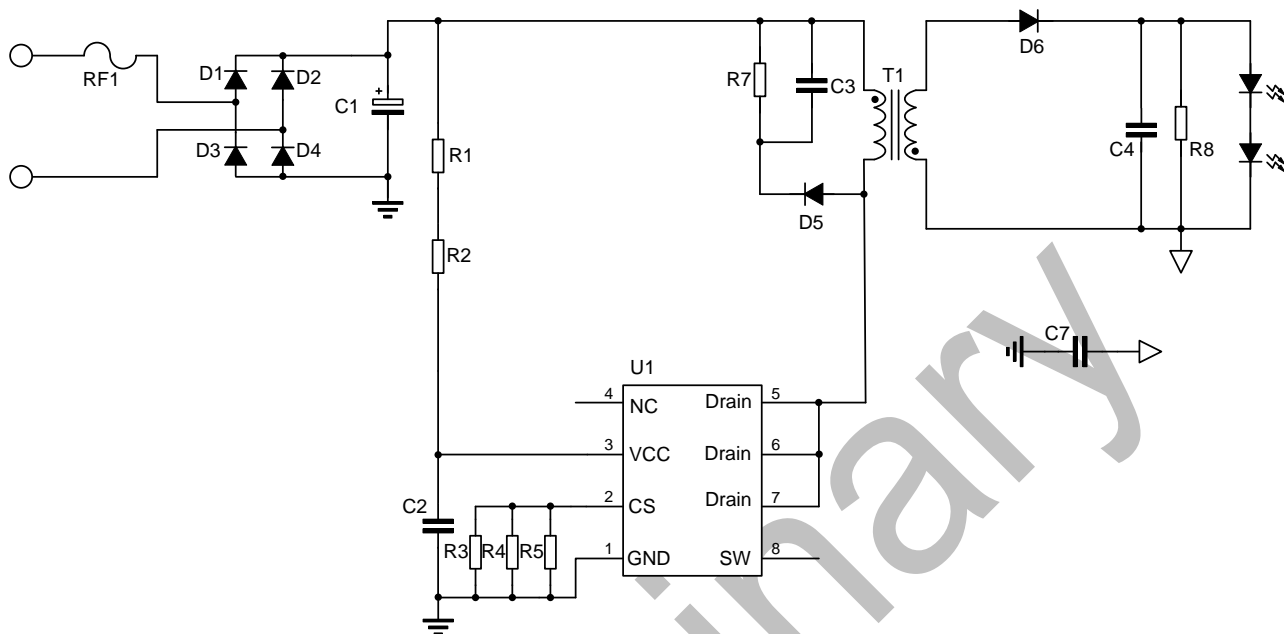 D6
RF1
D1
D2
R7
T1
C3
C1
+
D3
D4
R1
C4
R8
D5
R2
C7
U1
4
NC
Drain
5
3
VCC
Drain
6
C2
2
CS
Drain
7
R3
R4
R5
1
GND
SW
8
inary